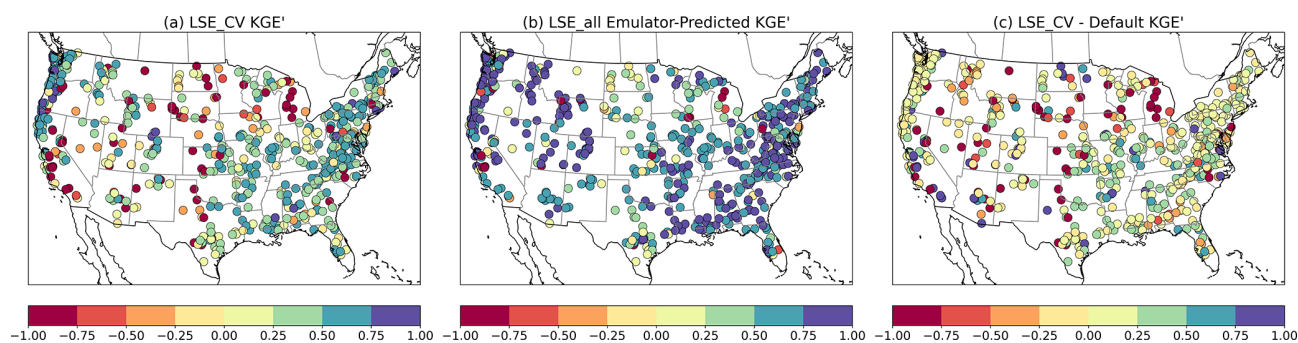 (a) LSE_CV KGE'
(b) LSE_all Emulator-Predicted KGE'
(c) LSE_CV - Default KGE'
−1.00 −0.75 −0.50 −0.25 0.00 0.25 0.50 0.75 1.00
−1.00 −0.75 −0.50 −0.25 0.00 0.25 0.50 0.75 1.00
−1.00 −0.75 −0.50 −0.25 0.00 0.25 0.50 0.75 1.00